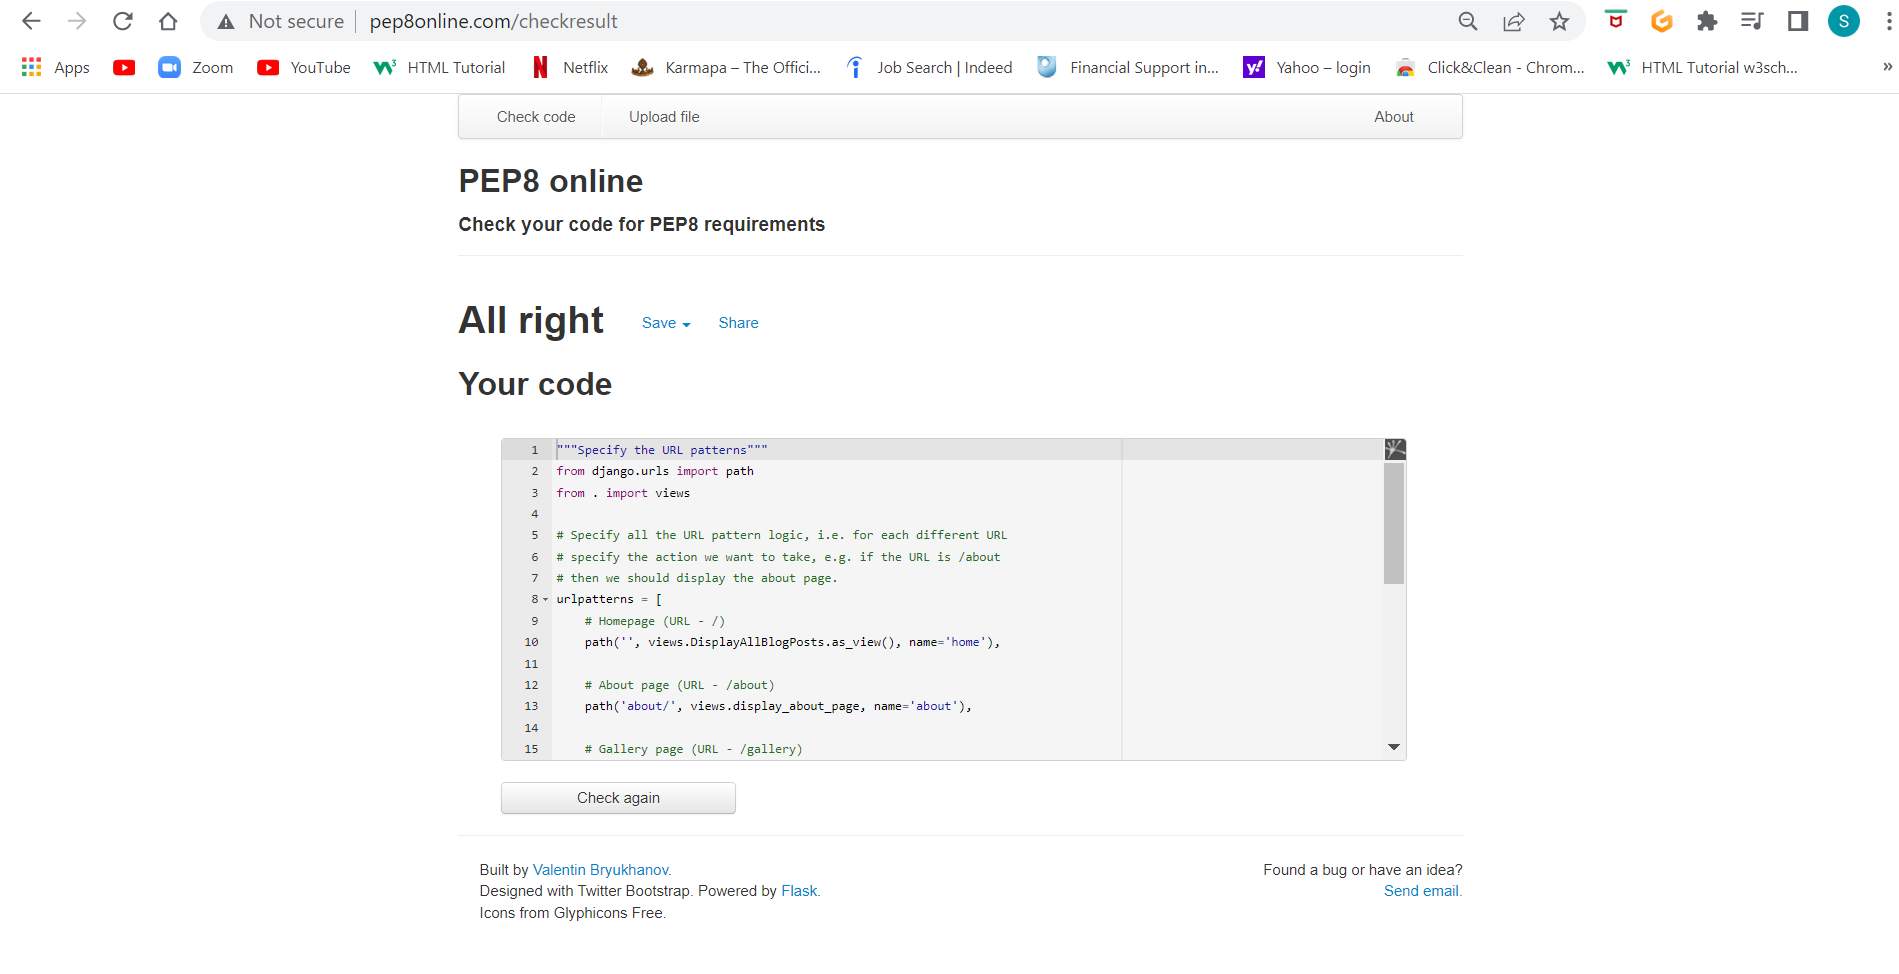 Not secure pep8online.com/checkresult S
Apps Zoom YouTube HTML Tutorial Netflix Karmapa – The Offici... Job Search | Indeed Financial Support in... Yahoo – login Click&Clean - Chrom... HTML Tutorial w3sch... »
Check code Upload file About
PEP8 online
Check your code for PEP8 requirements
All right Save Share
Your code
1 """Specify the URL patterns"""
2 from django.urls import path
3 from . import views
4
5 # Specify all the URL pattern logic, i.e. for each different URL
6 # specify the action we want to take, e.g. if the URL is /about
7 # then we should display the about page.
8 urlpatterns = [
9 # Homepage (URL - /)
10 path('', views.DisplayAllBlogPosts.as_view(), name='home'),
11
12 # About page (URL - /about)
13 path('about/', views.display_about_page, name='about'),
14
15 # Gallery page (URL - /gallery)
Check again
Built by Valentin Bryukhanov. Found a bug or have an idea?
Designed with Twitter Bootstrap. Powered by Flask. Send email.
Icons from Glyphicons Free.